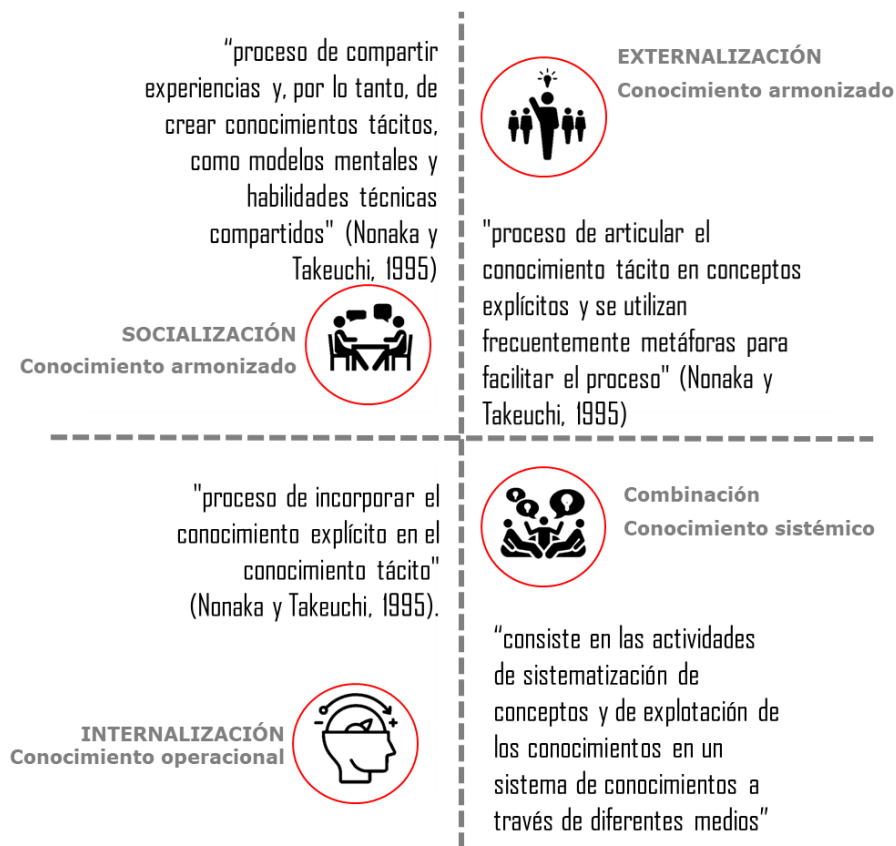 “proceso de compartir
experiencias y, por lo tanto, de
crear conocimientos tácitos,
como modelos mentales y
habilidades técnicas
compartidos" (Nonaka y
Takeuchi, 1995)
SOCIALIZACIÓN
Conocimiento armonizado
EXTERNALIZACIÓN
Conocimiento armonizado
"proceso de articular el
conocimiento tácito en conceptos
explícitos y se utilizan
frecuentemente metáforas para
facilitar el proceso" (Nonaka y
Takeuchi, 1995)
"proceso de incorporar el
conocimiento explícito en el
conocimiento tácito"
(Nonaka y Takeuchi, 1995).
INTERNALIZACIÓN
Conocimiento operacional
Combinación
Conocimiento sistémico
“consiste en las actividades
de sistematización de
conceptos y de explotación de
los conocimientos en un
sistema de conocimientos a
través de diferentes medios”